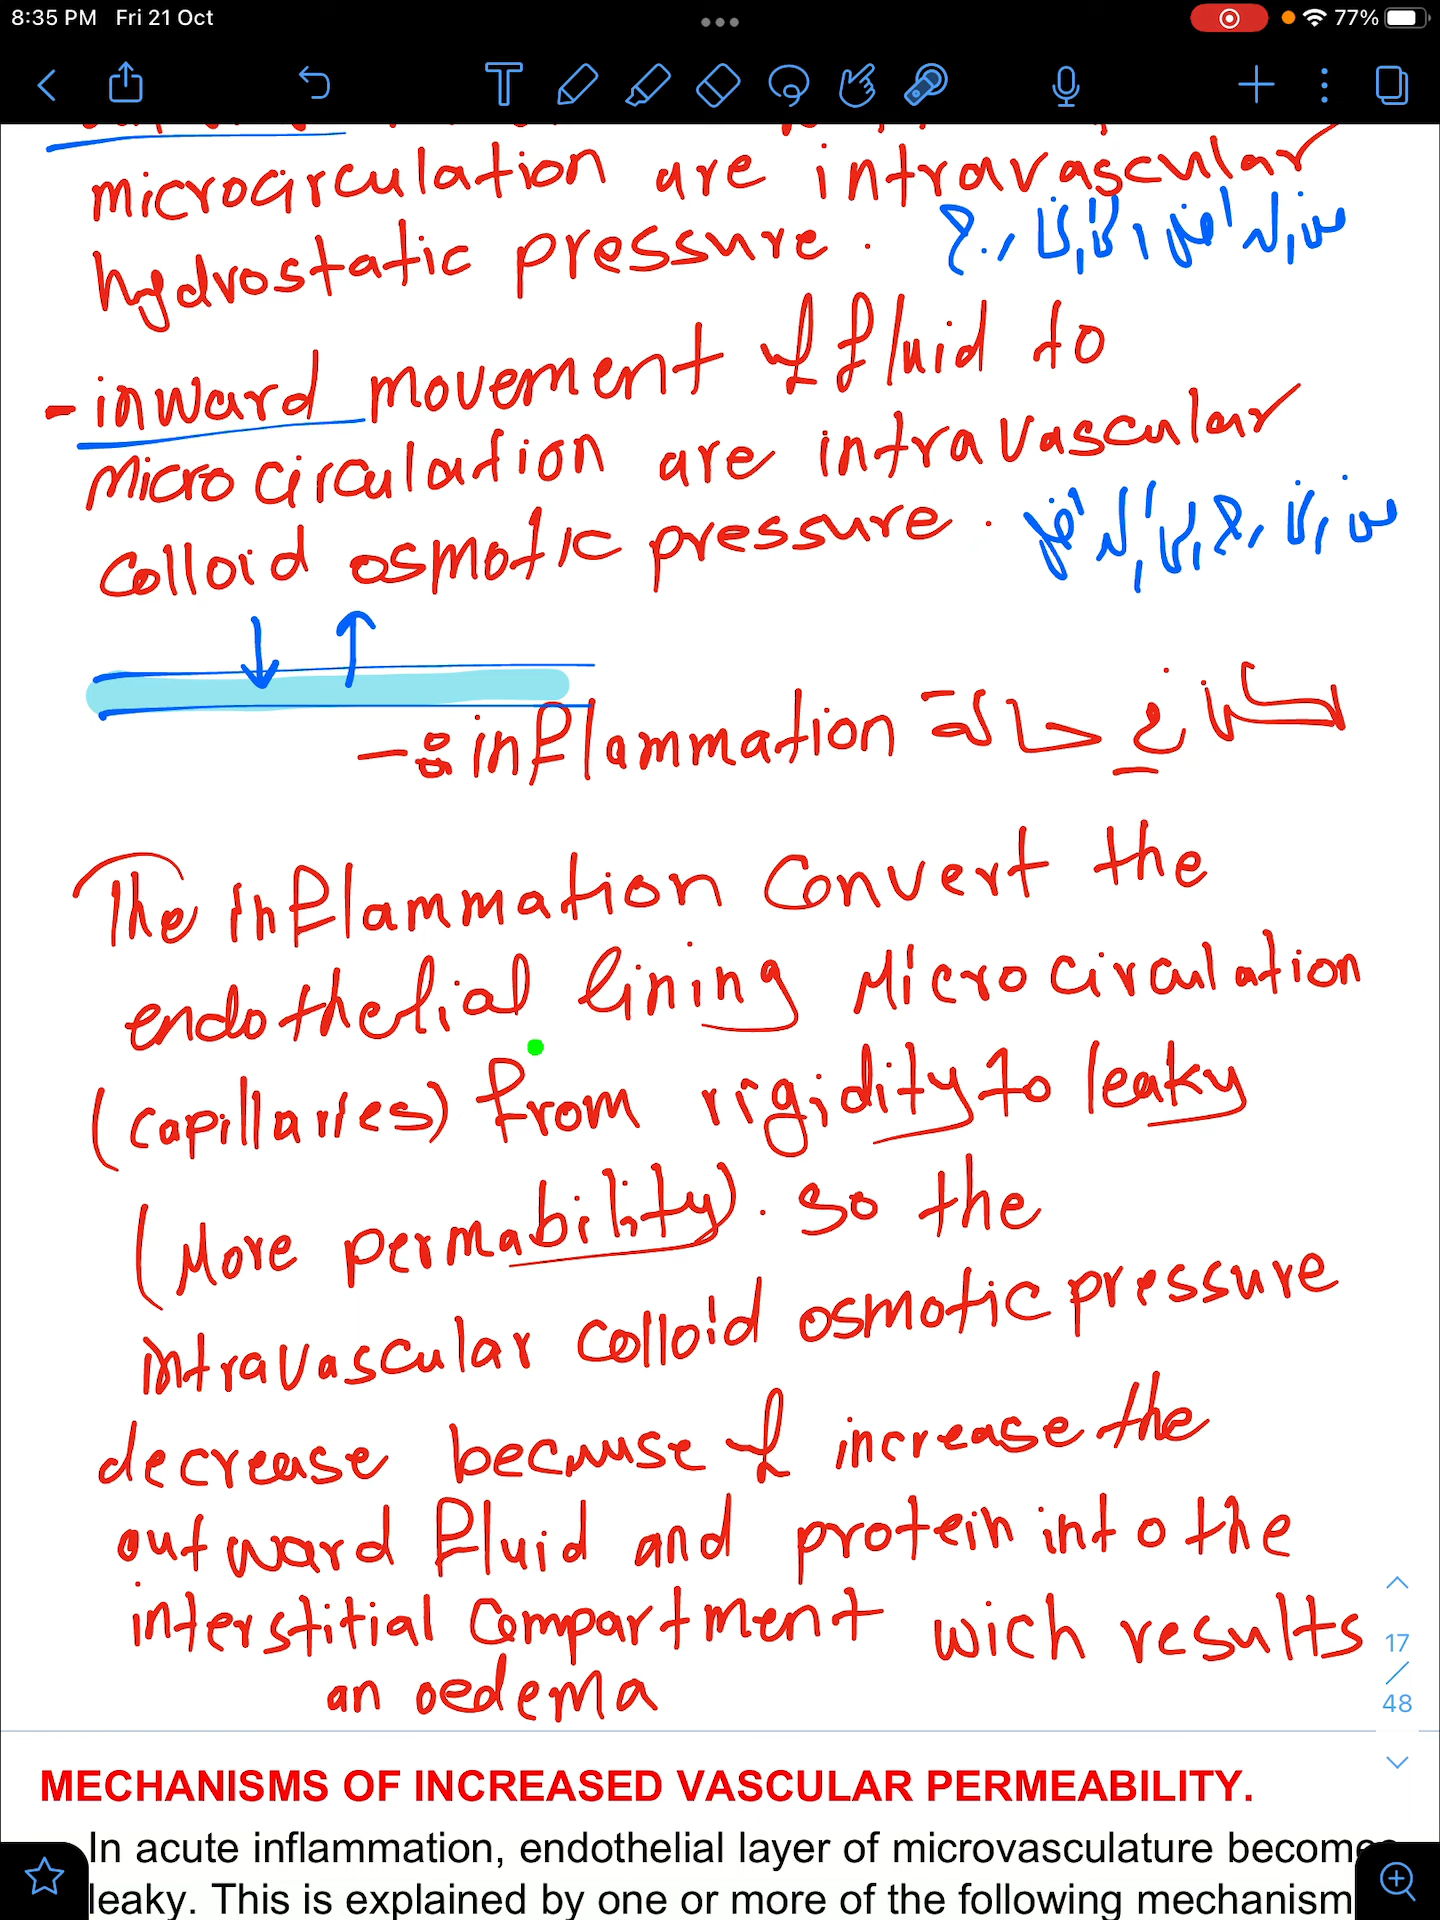 8:35 PM Fri 21 Oct
77%
microcirculation are intravascular
hydrostatic pressure.
- inward movement of fluid to
Microcirculation are intravascular
colloid osmotic pressure.
لكن في حالة inflammation :-
The inflammation convert the
endothelial lining Microcirculation
(capillaries) from rigidity to leaky
(More permability). So the
intravascular colloid osmotic pressure
decrease because of increase the
outward fluid and protein into the
interstitial compartment wich results
an oedema
17
/
48
MECHANISMS OF INCREASED VASCULAR PERMEABILITY.
In acute inflammation, endothelial layer of microvasculature become
leaky. This is explained by one or more of the following mechanism